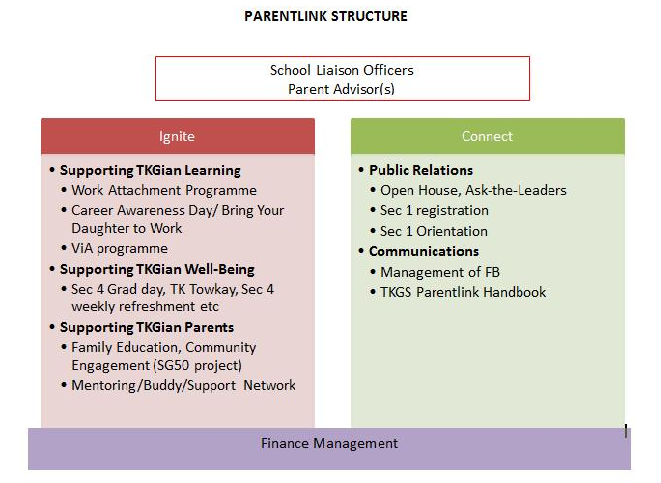 PARENTLINK STRUCTURE
School Liaison Officers
Parent Advisor(s)
Ignite
• Supporting TKGian Learning
• Work Attachment Programme
• Career Awareness Day/ Bring Your
Daughter to Work
• ViA programme
• Supporting TKGian Well-Being
• Sec 4 Grad day, TK Towkay, Sec 4
weekly refreshment etc
• Supporting TKGian Parents
• Family Education, Community
Engagement (SG50 project)
• Mentoring/Buddy/Support Network
Connect
• Public Relations
• Open House, Ask-the-Leaders
• Sec 1 registration
• Sec 1 Orientation
• Communications
• Management of FB
• TKGS Parentlink Handbook
Finance Management